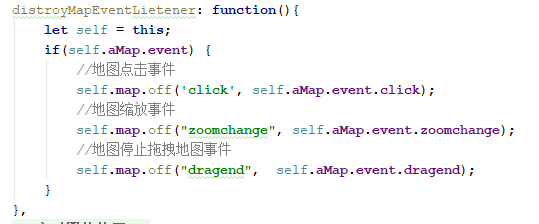 distroyMapEventLietener: function(){
let self = this;
if(self.aMap.event) {
//地图点击事件
self.map.off('click', self.aMap.event.click);
//地图缩放事件
self.map.off("zoomchange", self.aMap.event.zoomchange);
//地图停止拖拽地图事件
self.map.off("dragend",  self.aMap.event.dragend);
}
},